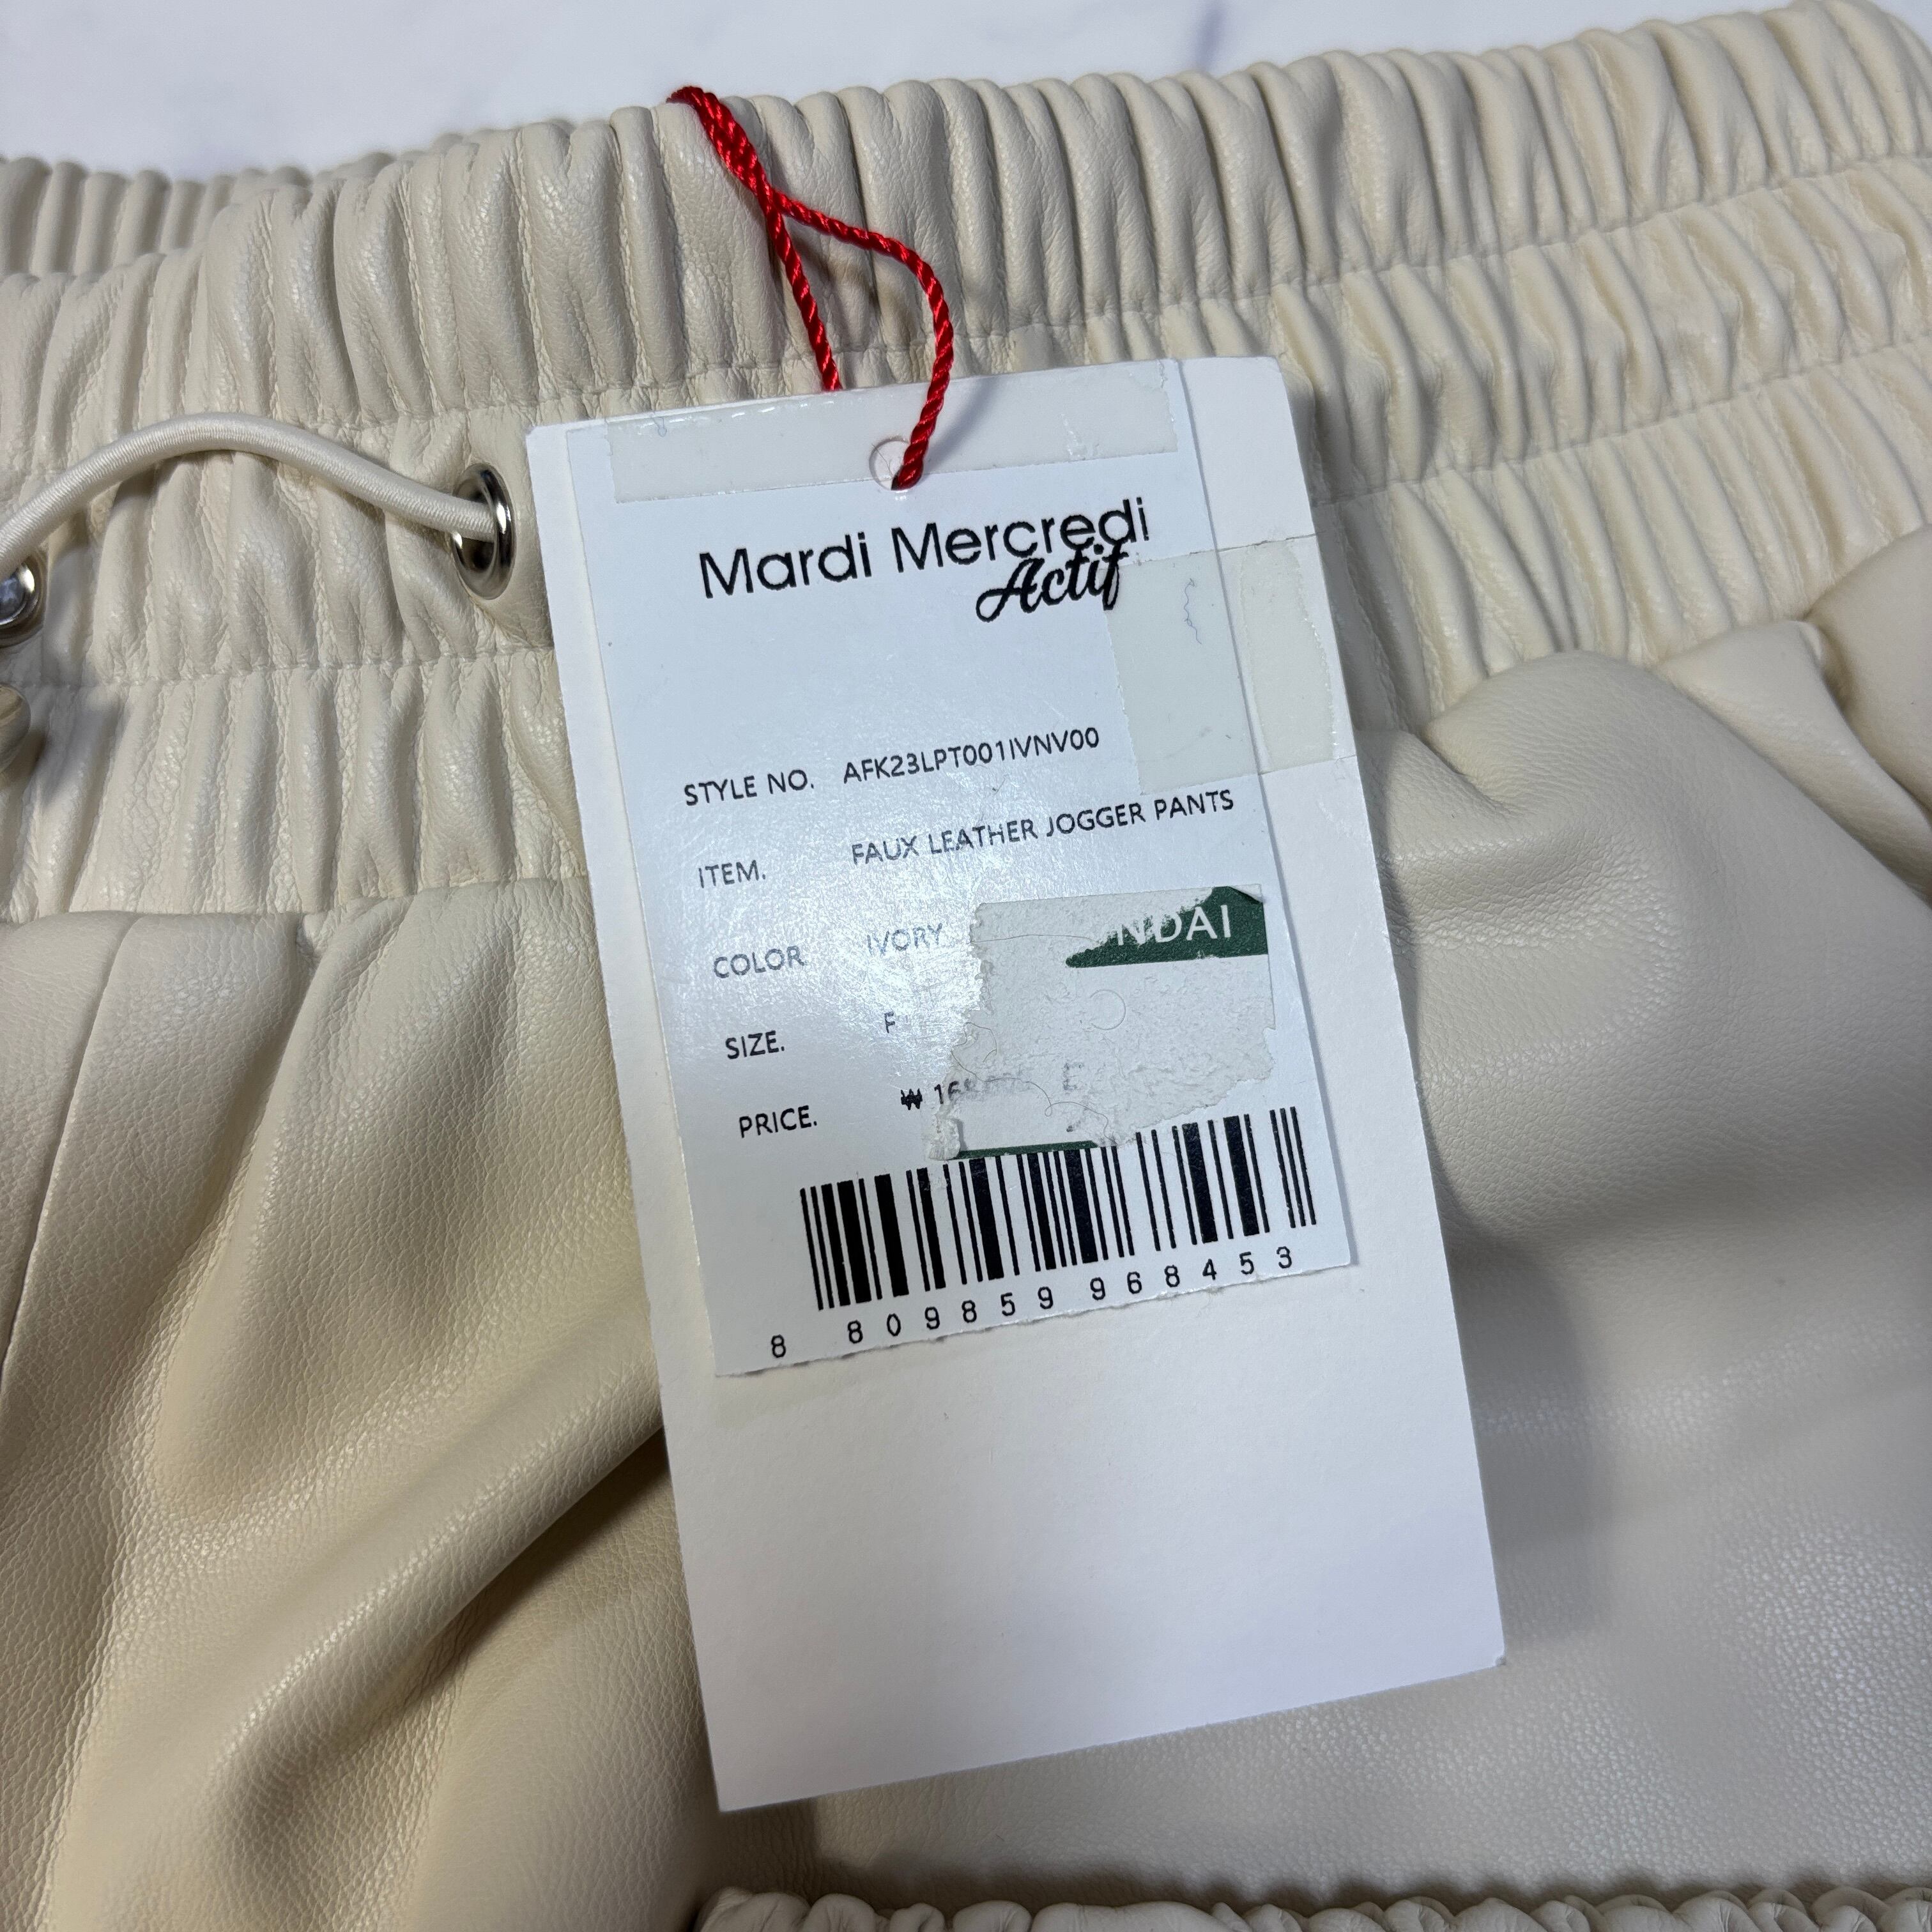 Mardi Mercredi
Actif
STYLE NO. AFK23LPT001IVNV00
ITEM. FAUX LEATHER JOGGER PANTS
COLOR IVORY
NDAI
SIZE. F
PRICE. ₩
8 809859 968453